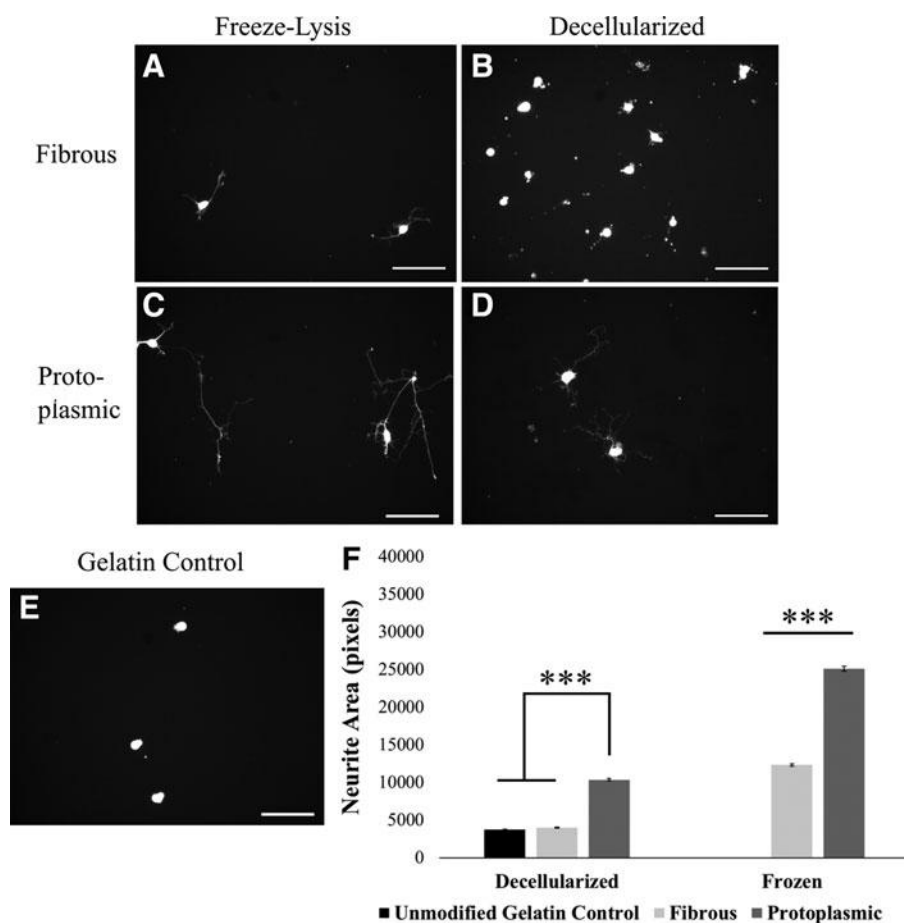 Freeze-Lysis
Decellularized
A
B
Fibrous
C
D
Proto-
plasmic
Gelatin Control
E
F
Neurite Area (pixels)
40000
35000
30000
25000
20000
15000
10000
5000
0
***
***
Decellularized
Frozen
Unmodified Gelatin Control
Fibrous
Protoplasmic